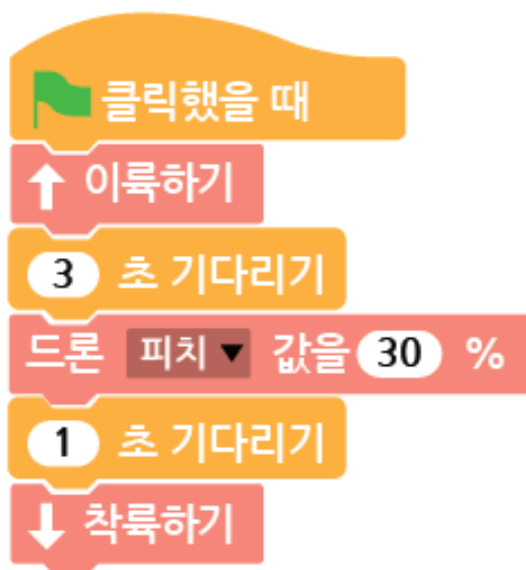 클릭했을 때
이륙하기
3 초 기다리기
드론 피치 값을 30 %
1 초 기다리기
착륙하기